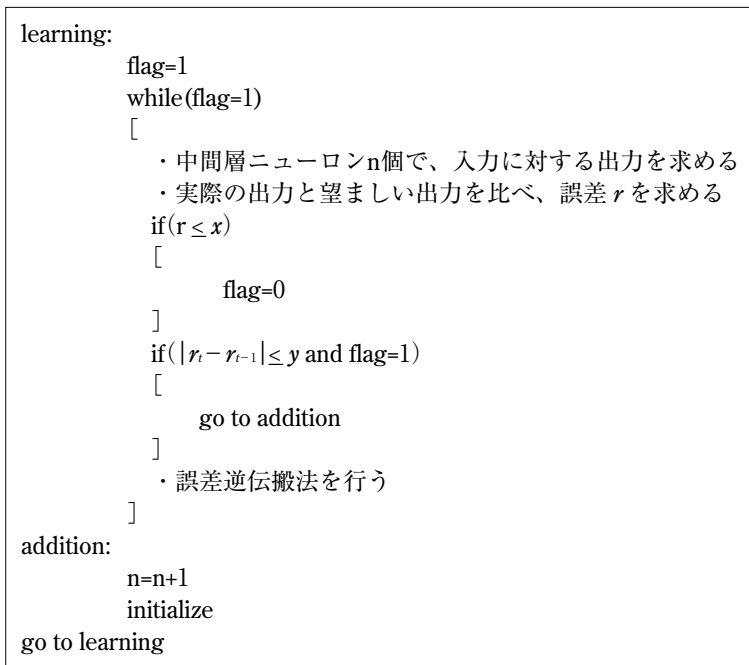 learning:
flag=1
while(flag=1)
[
・中間層ニューロンn個で、入力に対する出力を求める
・実際の出力と望ましい出力を比べ、誤差 r を求める
if(r ≤ x)
[
flag=0
]
if(|rₜ− rₜ₋₁|≤ y and flag=1)
[
go to addition
]
・誤差逆伝搬法を行う
]
addition:
n=n+1
initialize
go to learning